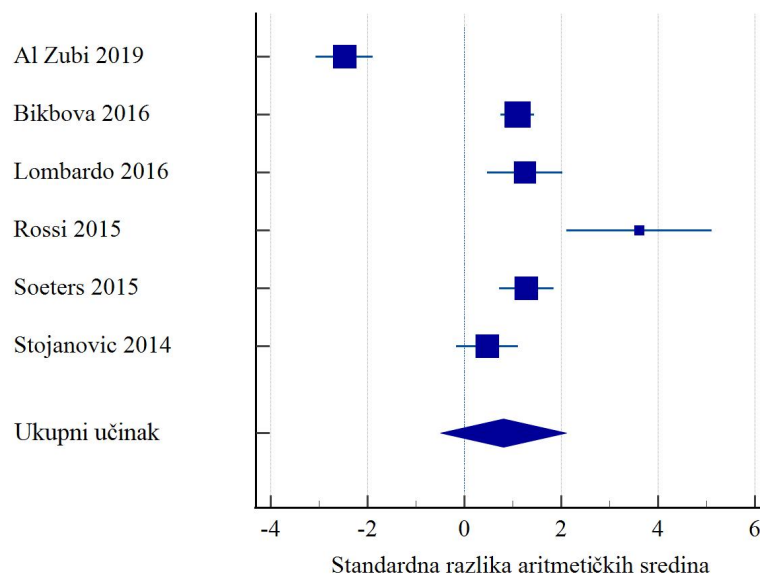 Al Zubi 2019
Bikbova 2016
Lombardo 2016
Rossi 2015
Soeters 2015
Stojanovic 2014
Ukupni učinak
-4 -2 0 2 4 6
Standardna razlika aritmetičkih sredina